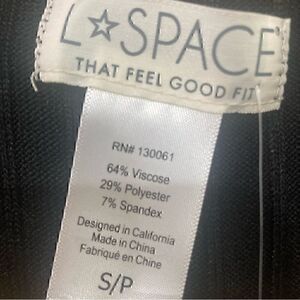 L☆SPACE
THAT FEEL GOOD FIT
RN# 130061
64% Viscose
29% Polyester
7% Spandex
Designed in California
Made in China
Fabriqué en Chine
S/P